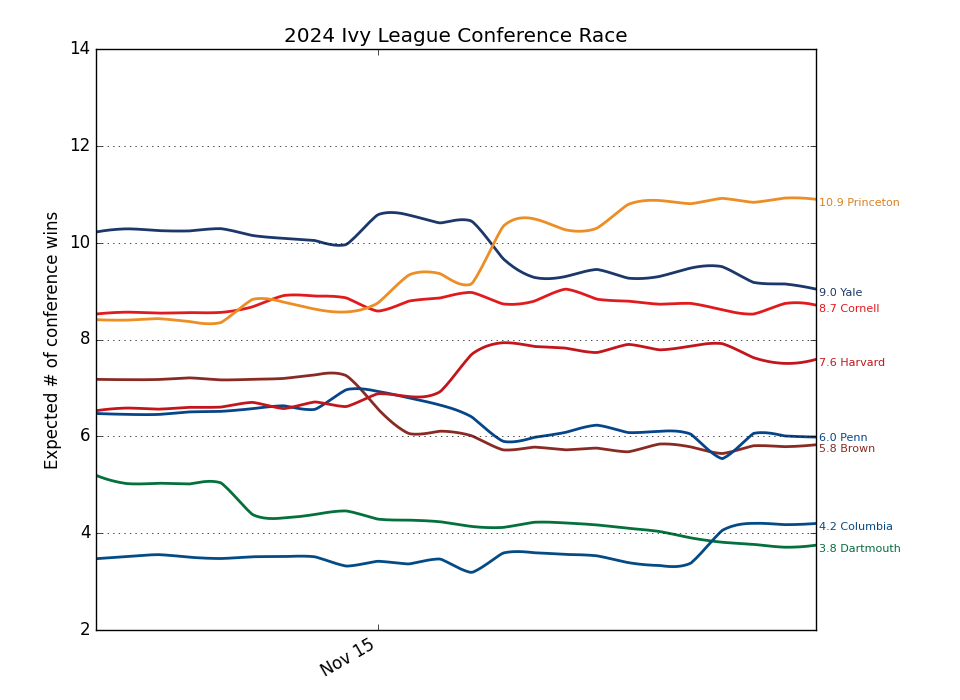 2024 Ivy League Conference Race
Expected # of conference wins
14
12
10
8
6
4
2
Nov 15
10.9 Princeton
9.0 Yale
8.7 Cornell
7.6 Harvard
6.0 Penn
5.8 Brown
4.2 Columbia
3.8 Dartmouth